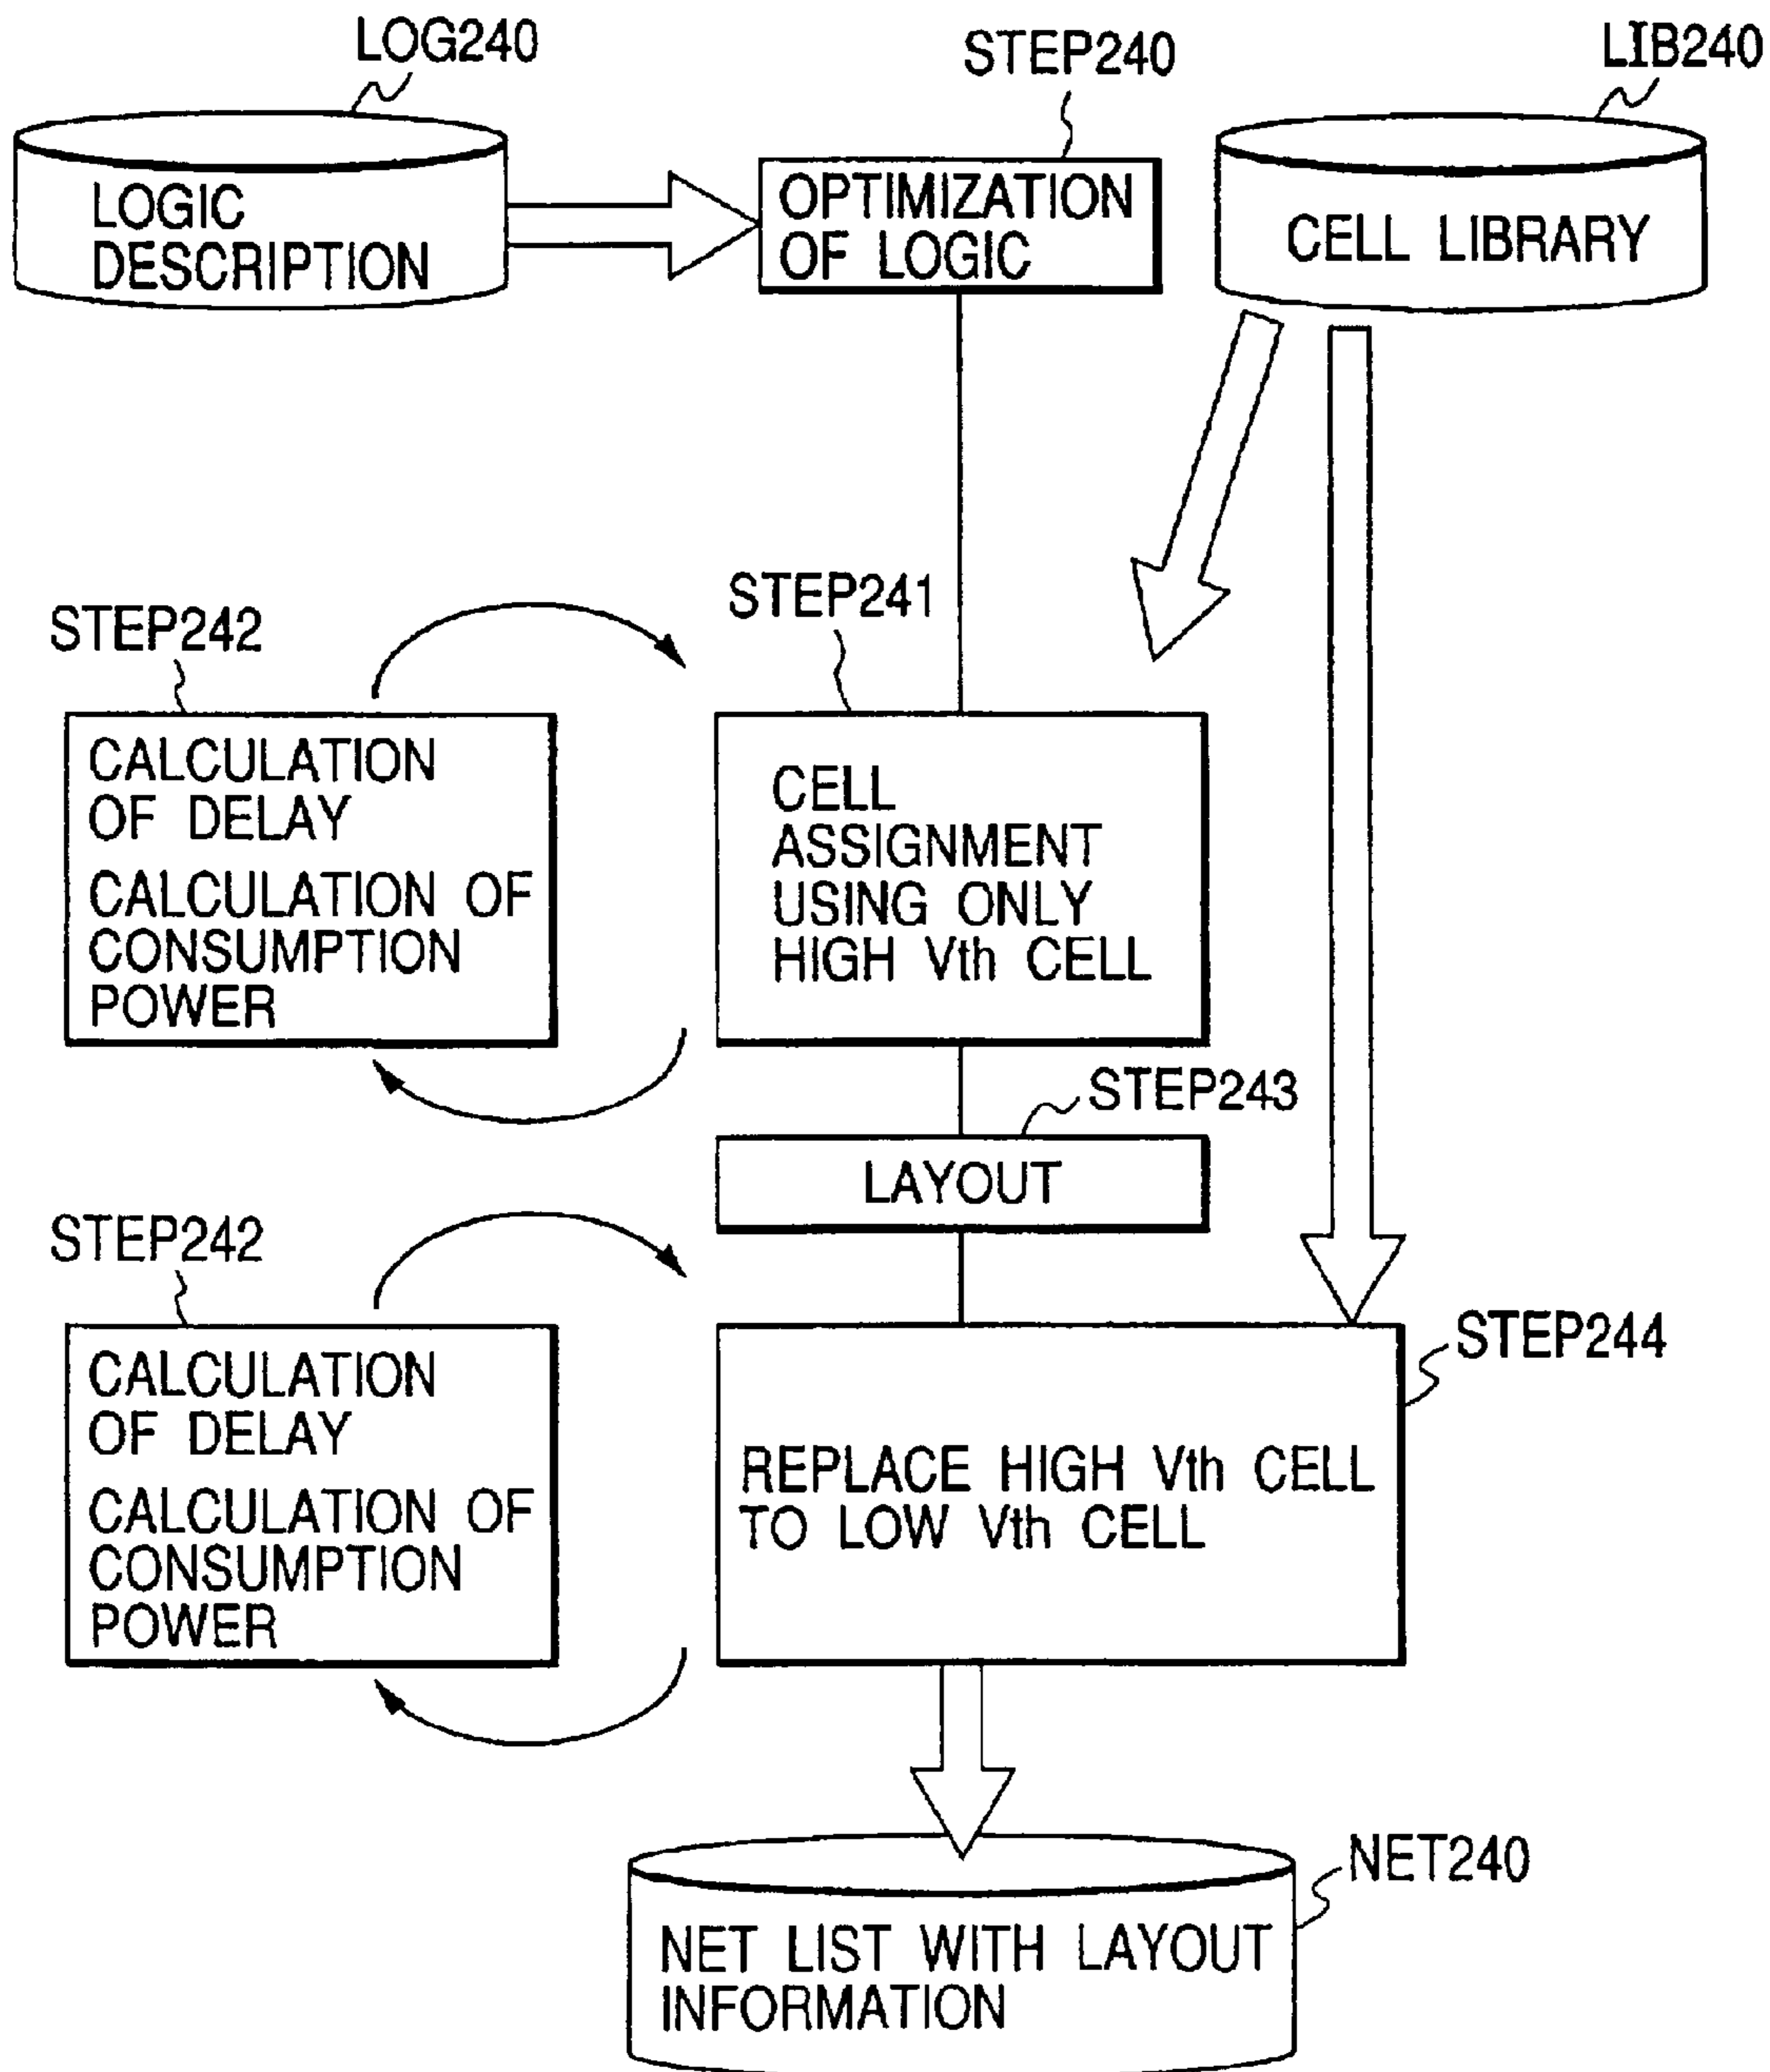 LOG240
STEP240
LIB240
LOGIC
DESCRIPTION
OPTIMIZATION
OF LOGIC
CELL LIBRARY
STEP242
STEP241
CALCULATION
OF DELAY
CALCULATION OF
CONSUMPTION
POWER
CELL
ASSIGNMENT
USING ONLY
HIGH Vth CELL
STEP243
LAYOUT
STEP242
STEP244
CALCULATION
OF DELAY
CALCULATION OF
CONSUMPTION
POWER
REPLACE HIGH Vth CELL
TO LOW Vth CELL
NET240
NET LIST WITH LAYOUT
INFORMATION